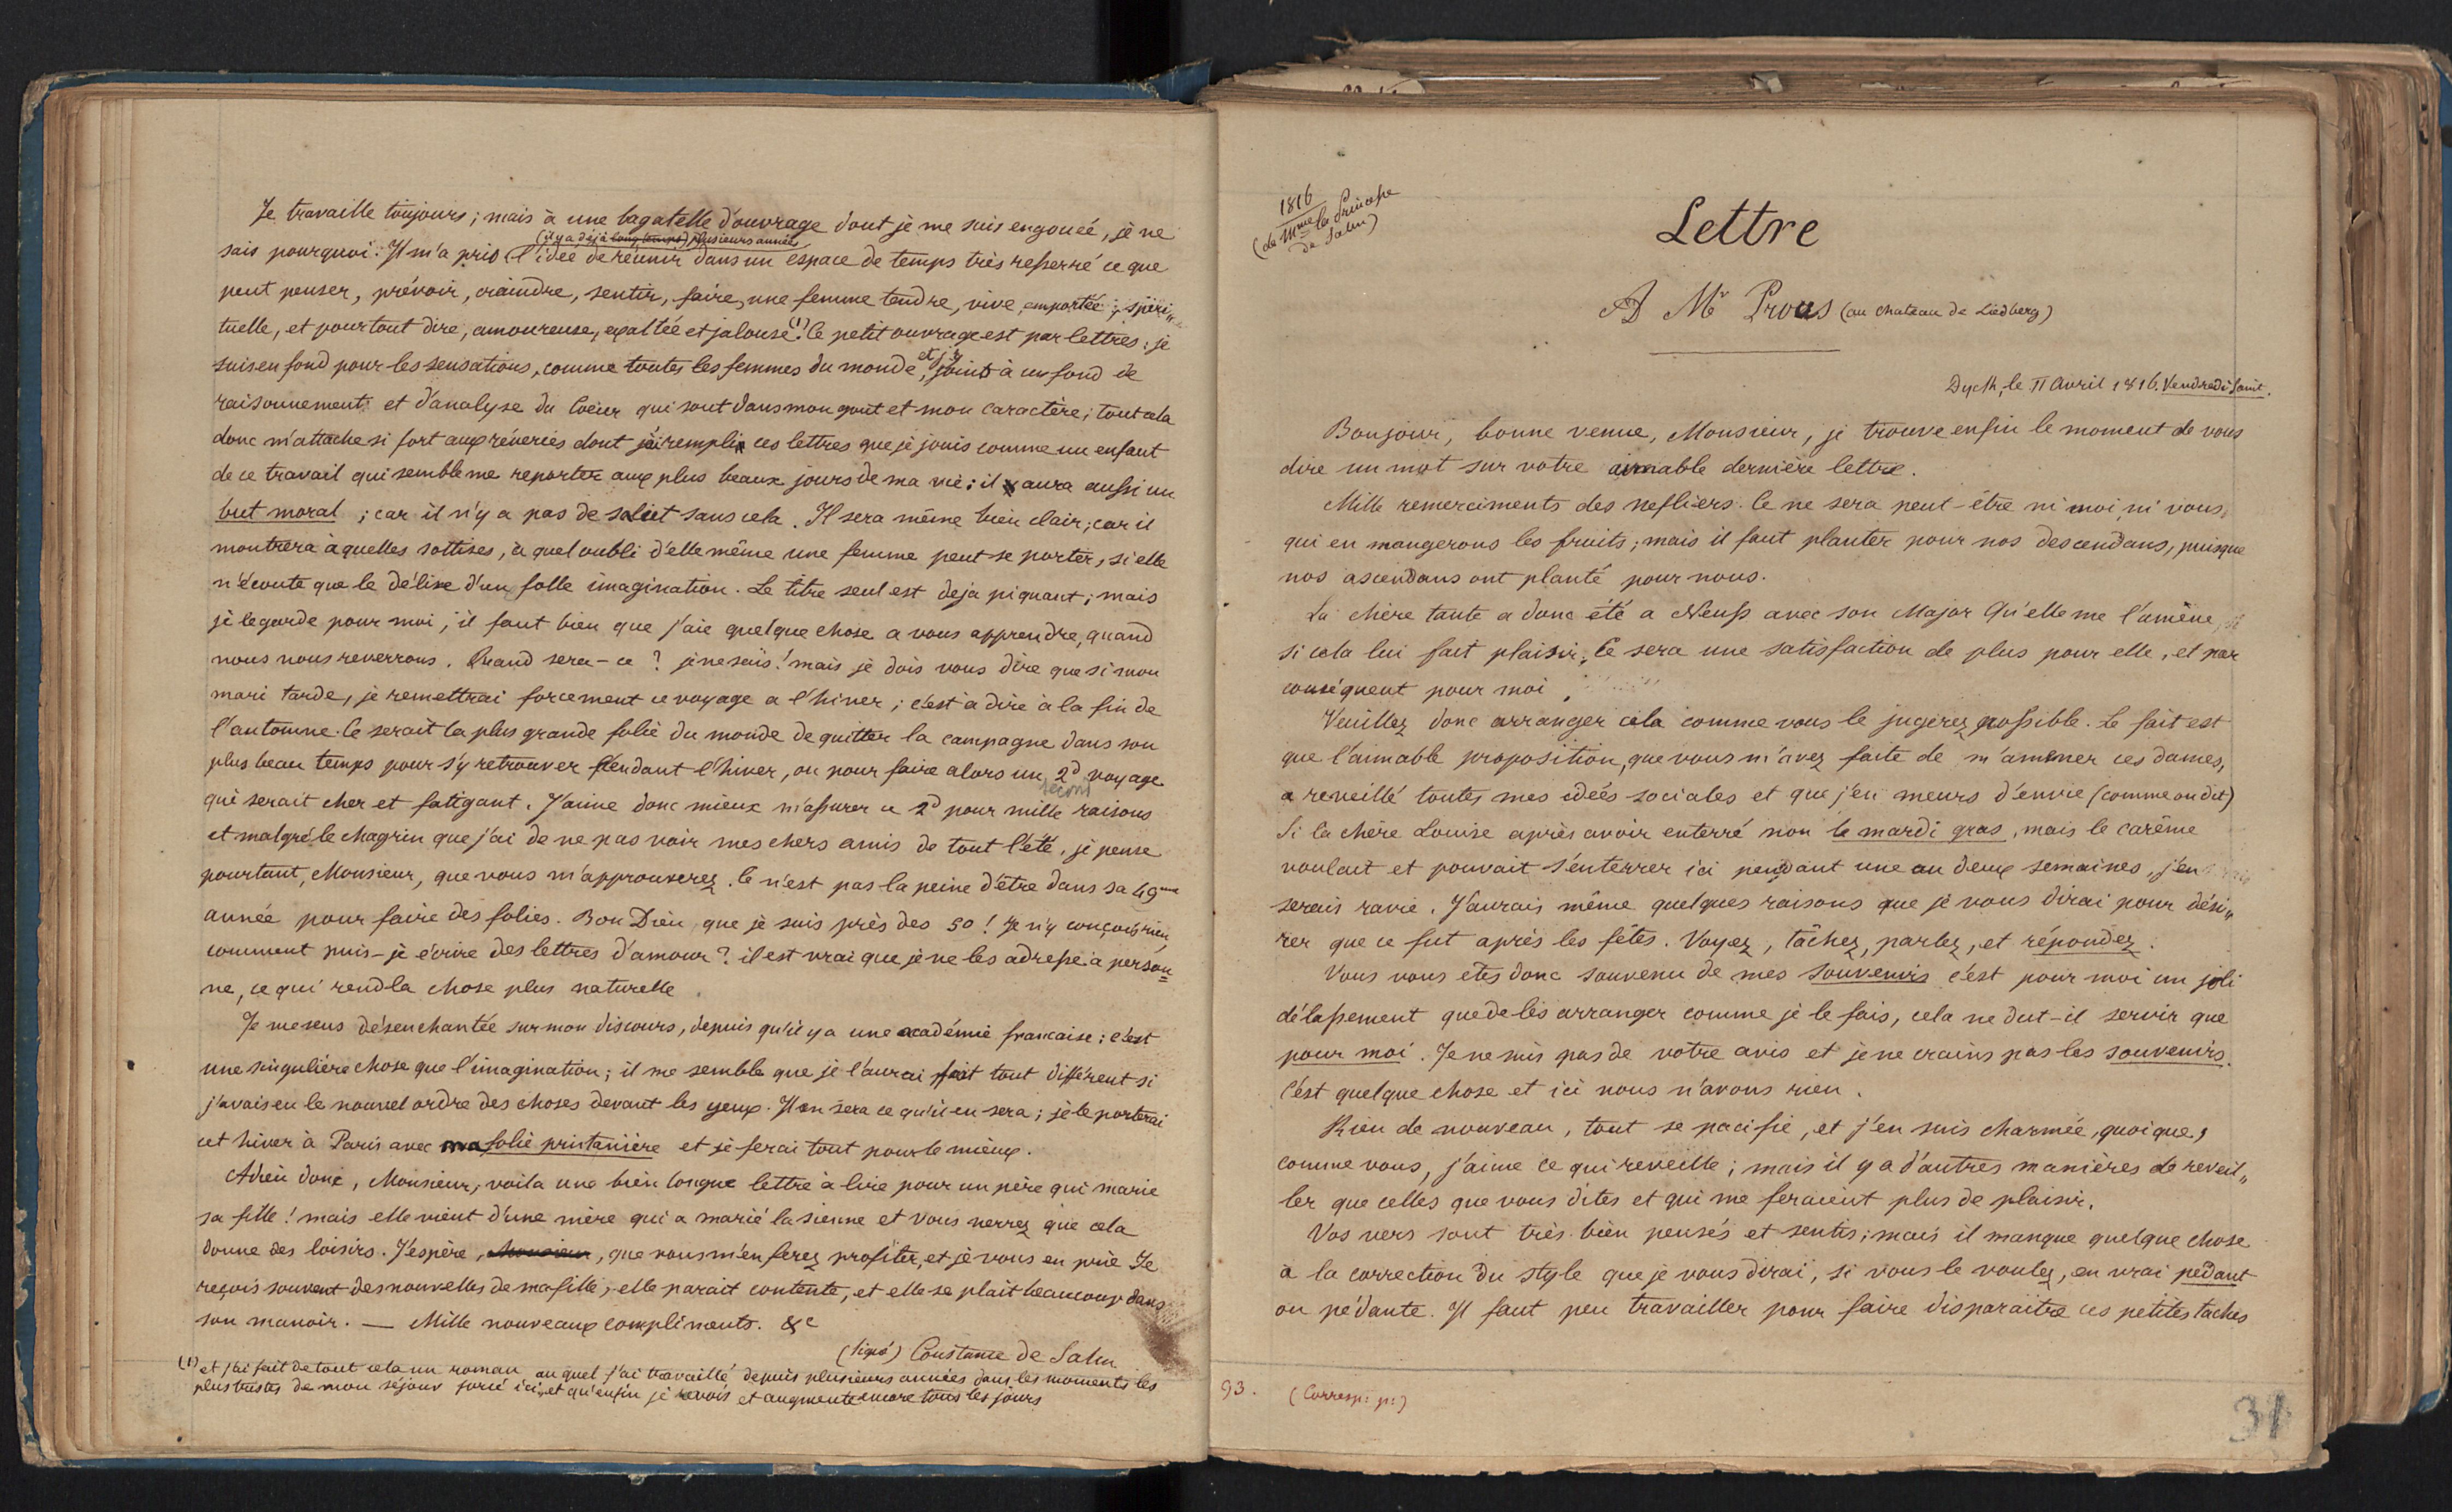 Je travaille toujours ; mais à une bagatelle d'ouvrage dont je me suis engouée, je ne
(il y a déjà long temps) plusieurs années
sais pourquoi. Il m'a pris l'idée de réunir dans un espace de temps très resserré ce que
peut penser, prévoir, craindre, sentir, faire, une femme tendre, vive, emportée ; spiri„
tuelle, et pour tout dire, amoureuse, exaltée et jalouse (1). Ce petit ouvrage est par lettres ; je
suis en fond pour les sensations, comme toutes les femmes du monde, et j'y joints à un fond de
raisonnement et d'analyse du Coeur qui sont dans mon gout et mon caractère ; tout cela
donc m'attache si fort aux rêveries dont j'ai rempli ces lettres que je jouis comme un enfant
de ce travail qui semble me reporter aux plus beaux jours de ma vie ; il y aura aussi un
but moral ; car il n'y a pas de salut sans cela. Il sera même bien clair ; car il
montrera à quelles sottises, à quel oubli d'elle même une femme peut se porter, si elle
n'écoute que le délire d'un folle imagination. Le titre seul est deja piquant ; mais
je le garde pour moi ; il faut bien que j'aie quelque chose a vous apprendre, quand
nous nous reverrons. Quand sera-ce ? je ne sais ! mais je dois vous dire que si mon
mari tarde, je remettrai forcement ce voyage a l'hiver ; c'est à dire à la fin de
l'automne. Ce serait la plus grande folie du monde de quitter la campagne dans son
plus beau temps pour s'y retrouver pendant l'hiver, ou pour faire alors un 2d voyage
second
qui serait cher et fatigant. J'aime donc mieux m'assurer ce 2d pour mille raisons
et malgré le chagrin que j'ai de ne pas voir mes chers amis de tout l'été, je pense
pourtant, Monsieur, que vous m'approuverez. Ce n'est pas la peine d'être dans sa 49me
année pour faire des folies. Bon Dieu, que je suis près des 50 ! Je n'y conçois rien,
comment puis-je écrire des lettres d'amour ? il est vrai que je ne les adresse à person=
ne, ce qui rend la chose plus naturelle.
Je me sens désenchantée sur mon discours, depuis qu'il y a une académie francaise ; c'est
une singulière chose que l'imagination ; il me semble que je l'aurai fait tout différent si
j'avais eu le nouvel ordre des choses devant les yeux. Il en sera ce qu'il en sera ; je le porterai
cet hiver à Paris avec ma folie printanière et je ferai tout pour le mieux.
Adieu donc, Monsieur, voila une bien longue lettre à lire pour un père qui marie
sa fille ! mais elle vient d'une mère qui a marié la sienne et vous verrez que cela
donne des loisirs. J'espère, Monsieur, que vous m'en ferez profiter, et je vous en prie Je
reçois souvent des nouvelles de ma fille ; elle parait contente, et elle se plait beaucoup dans
son manoir. — Mille nouveaux compliments. &c
(Signé) Constance de Salm
(1) et j'ai fait de tout cela un roman au quel j'ai travaillé depuis plusieurs années dans les moments les
plus tristes de mon séjour forcé ici, et qu'enfin je revois et augmente encore tous les jours
1816
(de Mme la Princesse
de Salm)
Lettre
A Mr Prous (au chateau de Liedberg)
Dyck, le 11 avril 1816. Vendredi Saint.
Bonjour, bonne venue, Monsieur, je trouve enfin le moment de vous
dire un mot sur votre aimable dernière lettre.
Mille remerciments des nefliers. Ce ne sera peut-être ni moi, ni vous,
qui en mangerons les fruits ; mais il faut planter pour nos descendans, puisque
nos ascendans ont planté pour nous.
La chère tante a donc été a Neuss avec son Major Qu'elle me l'amène,
si cela lui fait plaisir. Ce sera une satisfaction de plus pour elle, et par
conséquent pour moi.
Veuillez donc arranger cela comme vous le jugerez possible. Le fait est
que l'aimable proposition, que vous m'avez faite de m'amener ces dames,
a reveillé toutes mes idées sociales et que j'en meurs d'envie (comme on dit)
Si la chère Louise après avoir enterré non le mardi gras, mais le carême
voulait et pouvait s'enterrer ici pendant une ou deux semaines, j'en
serais ravie. J'aurais même quelques raisons que je vous dirai pour dési„
rer que ce fut après les fêtes. Voyez, tâchez, parlez, et répondez.
Vous vous êtes donc souvenu de mes souvenirs c'est pour moi un joli
délassement que de les arranger comme je le fais, cela ne dut-il servir que
pour moi. Je ne suis pas de votre avis et je ne crains pas les souvenirs.
C'est quelque chose et ici nous n'avons rien.
Rien de nouveau, tout se pacifie, et j'en suis charmée, quoique,
comme vous, j'aime ce qui reveille ; mais il y a d'autres manières de reveil„
ler que celles que vous dites et qui me feraient plus de plaisir.
Vos vers sont très bien pensés et sentis ; mais il manque quelque chose
à la correction du style que je vous dirai, si vous le voulez, en vrai pedant
ou pédante. Il faut peu travailler pour faire disparaitre ces petites taches
93. (Corresp: p:)
31